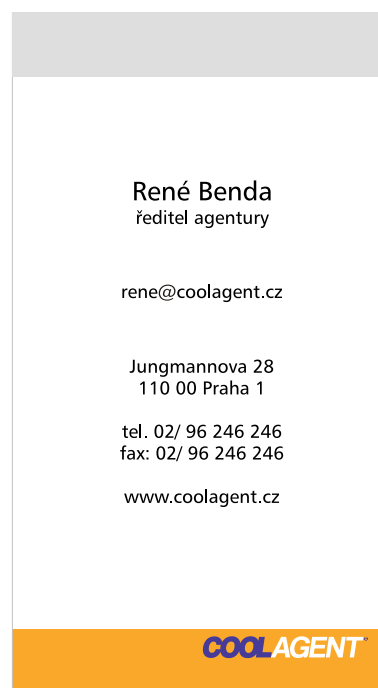 René Benda
ředitel agentury
rene@coolagent.cz
Jungmannova 28
110 00 Praha 1
tel. 02/ 96 246 246
fax: 02/ 96 246 246
www.coolagent.cz
COOLAGENT